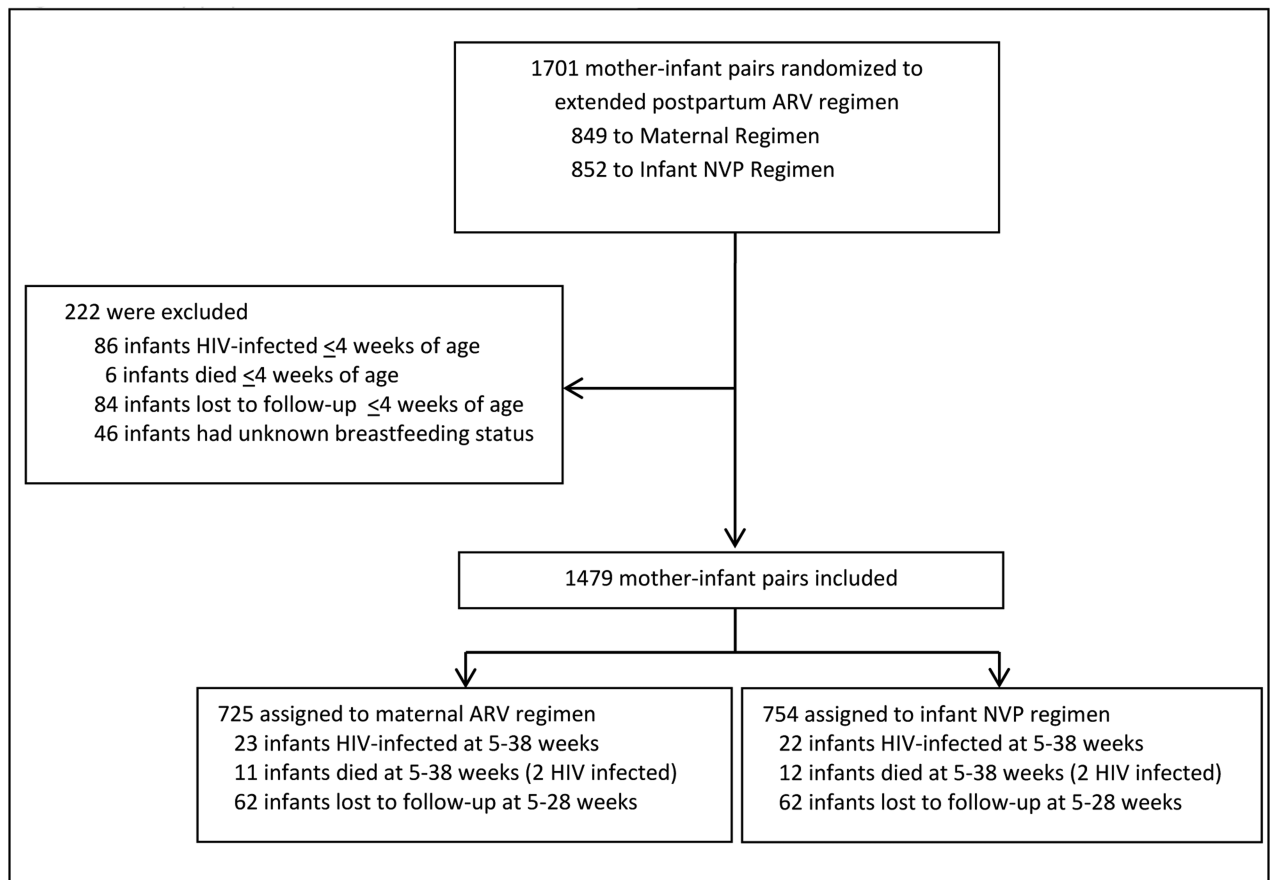 1701 mother-infant pairs randomized to
extended postpartum ARV regimen
849 to Maternal Regimen
852 to Infant NVP Regimen
222 were excluded
86 infants HIV-infected ≤4 weeks of age
6 infants died ≤4 weeks of age
84 infants lost to follow-up ≤4 weeks of age
46 infants had unknown breastfeeding status
1479 mother-infant pairs included
725 assigned to maternal ARV regimen
23 infants HIV-infected at 5-38 weeks
11 infants died at 5-38 weeks (2 HIV infected)
62 infants lost to follow-up at 5-28 weeks
754 assigned to infant NVP regimen
22 infants HIV-infected at 5-38 weeks
12 infants died at 5-38 weeks (2 HIV infected)
62 infants lost to follow-up at 5-28 weeks